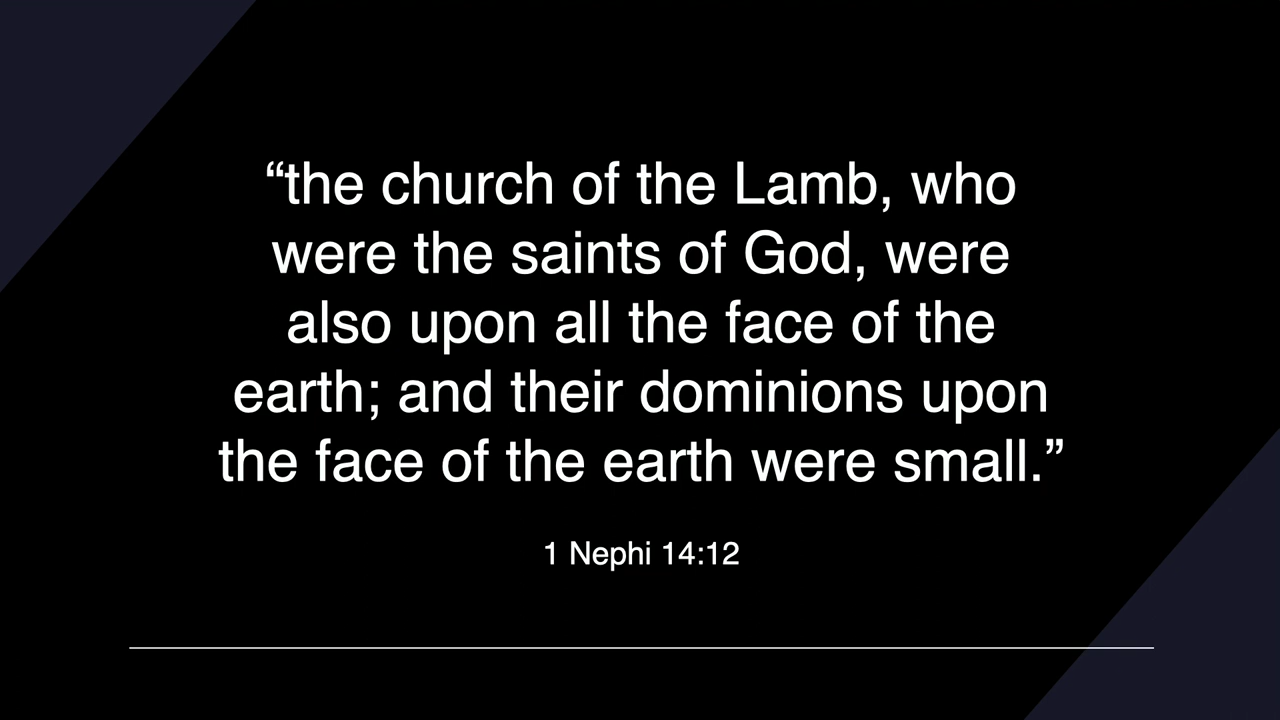 “the church of the Lamb, who
were the saints of God, were
also upon all the face of the
earth; and their dominions upon
the face of the earth were small.”
1 Nephi 14:12